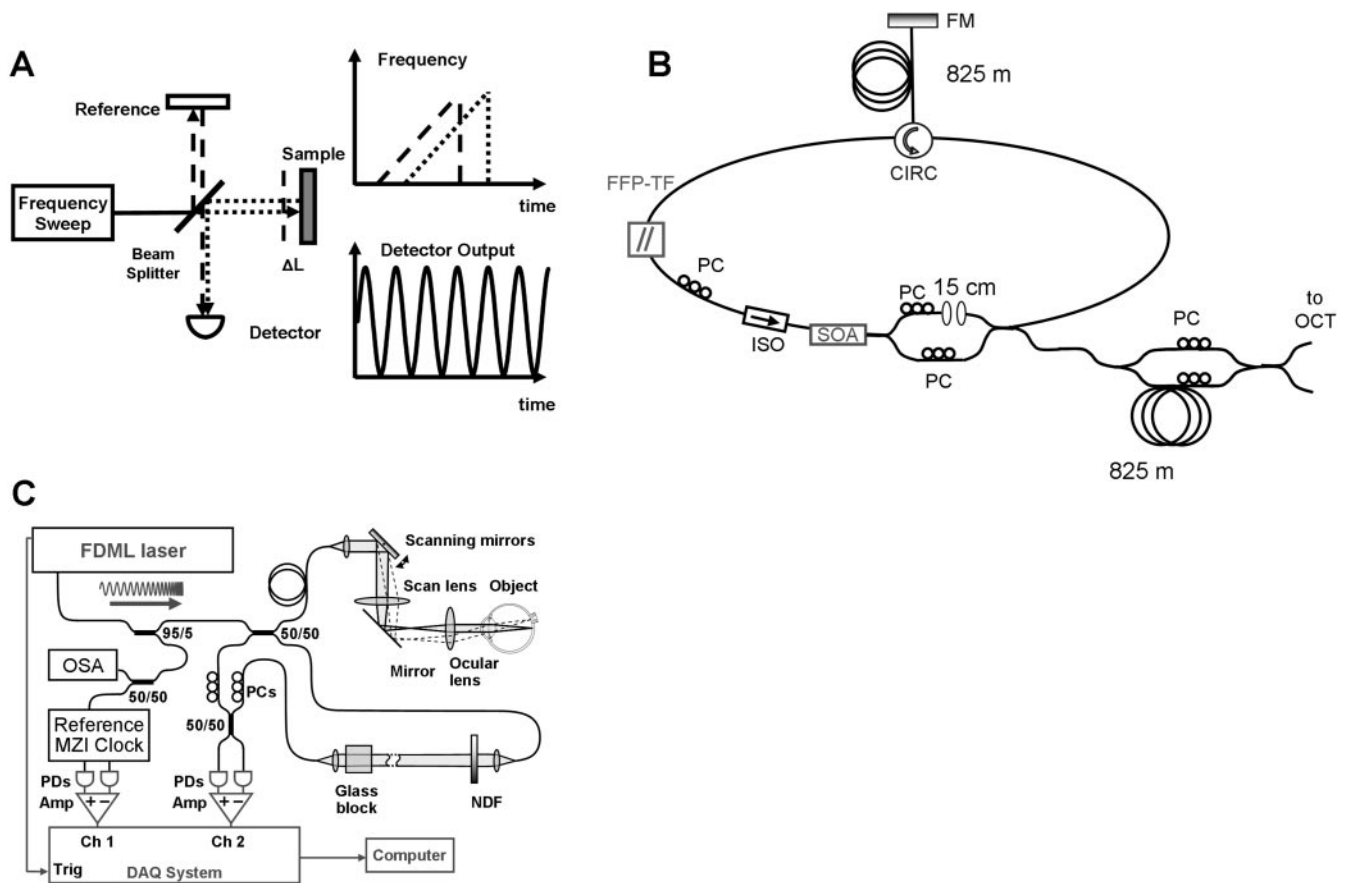 A
Frequency
Reference
Sample
Frequency
Sweep
time
Beam
Splitter
ΔL
Detector Output
Detector
time
B
FM
825 m
CIRC
FFP-TF
PC
PC
15 cm
ISO
SOA
PC
PC
to
OCT
825 m
C
FDML laser
Scanning mirrors
Scan lens
Object
95/5
50/50
OSA
Mirror
Ocular
lens
50/50
PCs
50/50
Reference
MZI Clock
PDs
Amp
+ −
PDs
Amp
+ −
Glass
block
NDF
Ch 1
Ch 2
Trig
DAQ System
Computer